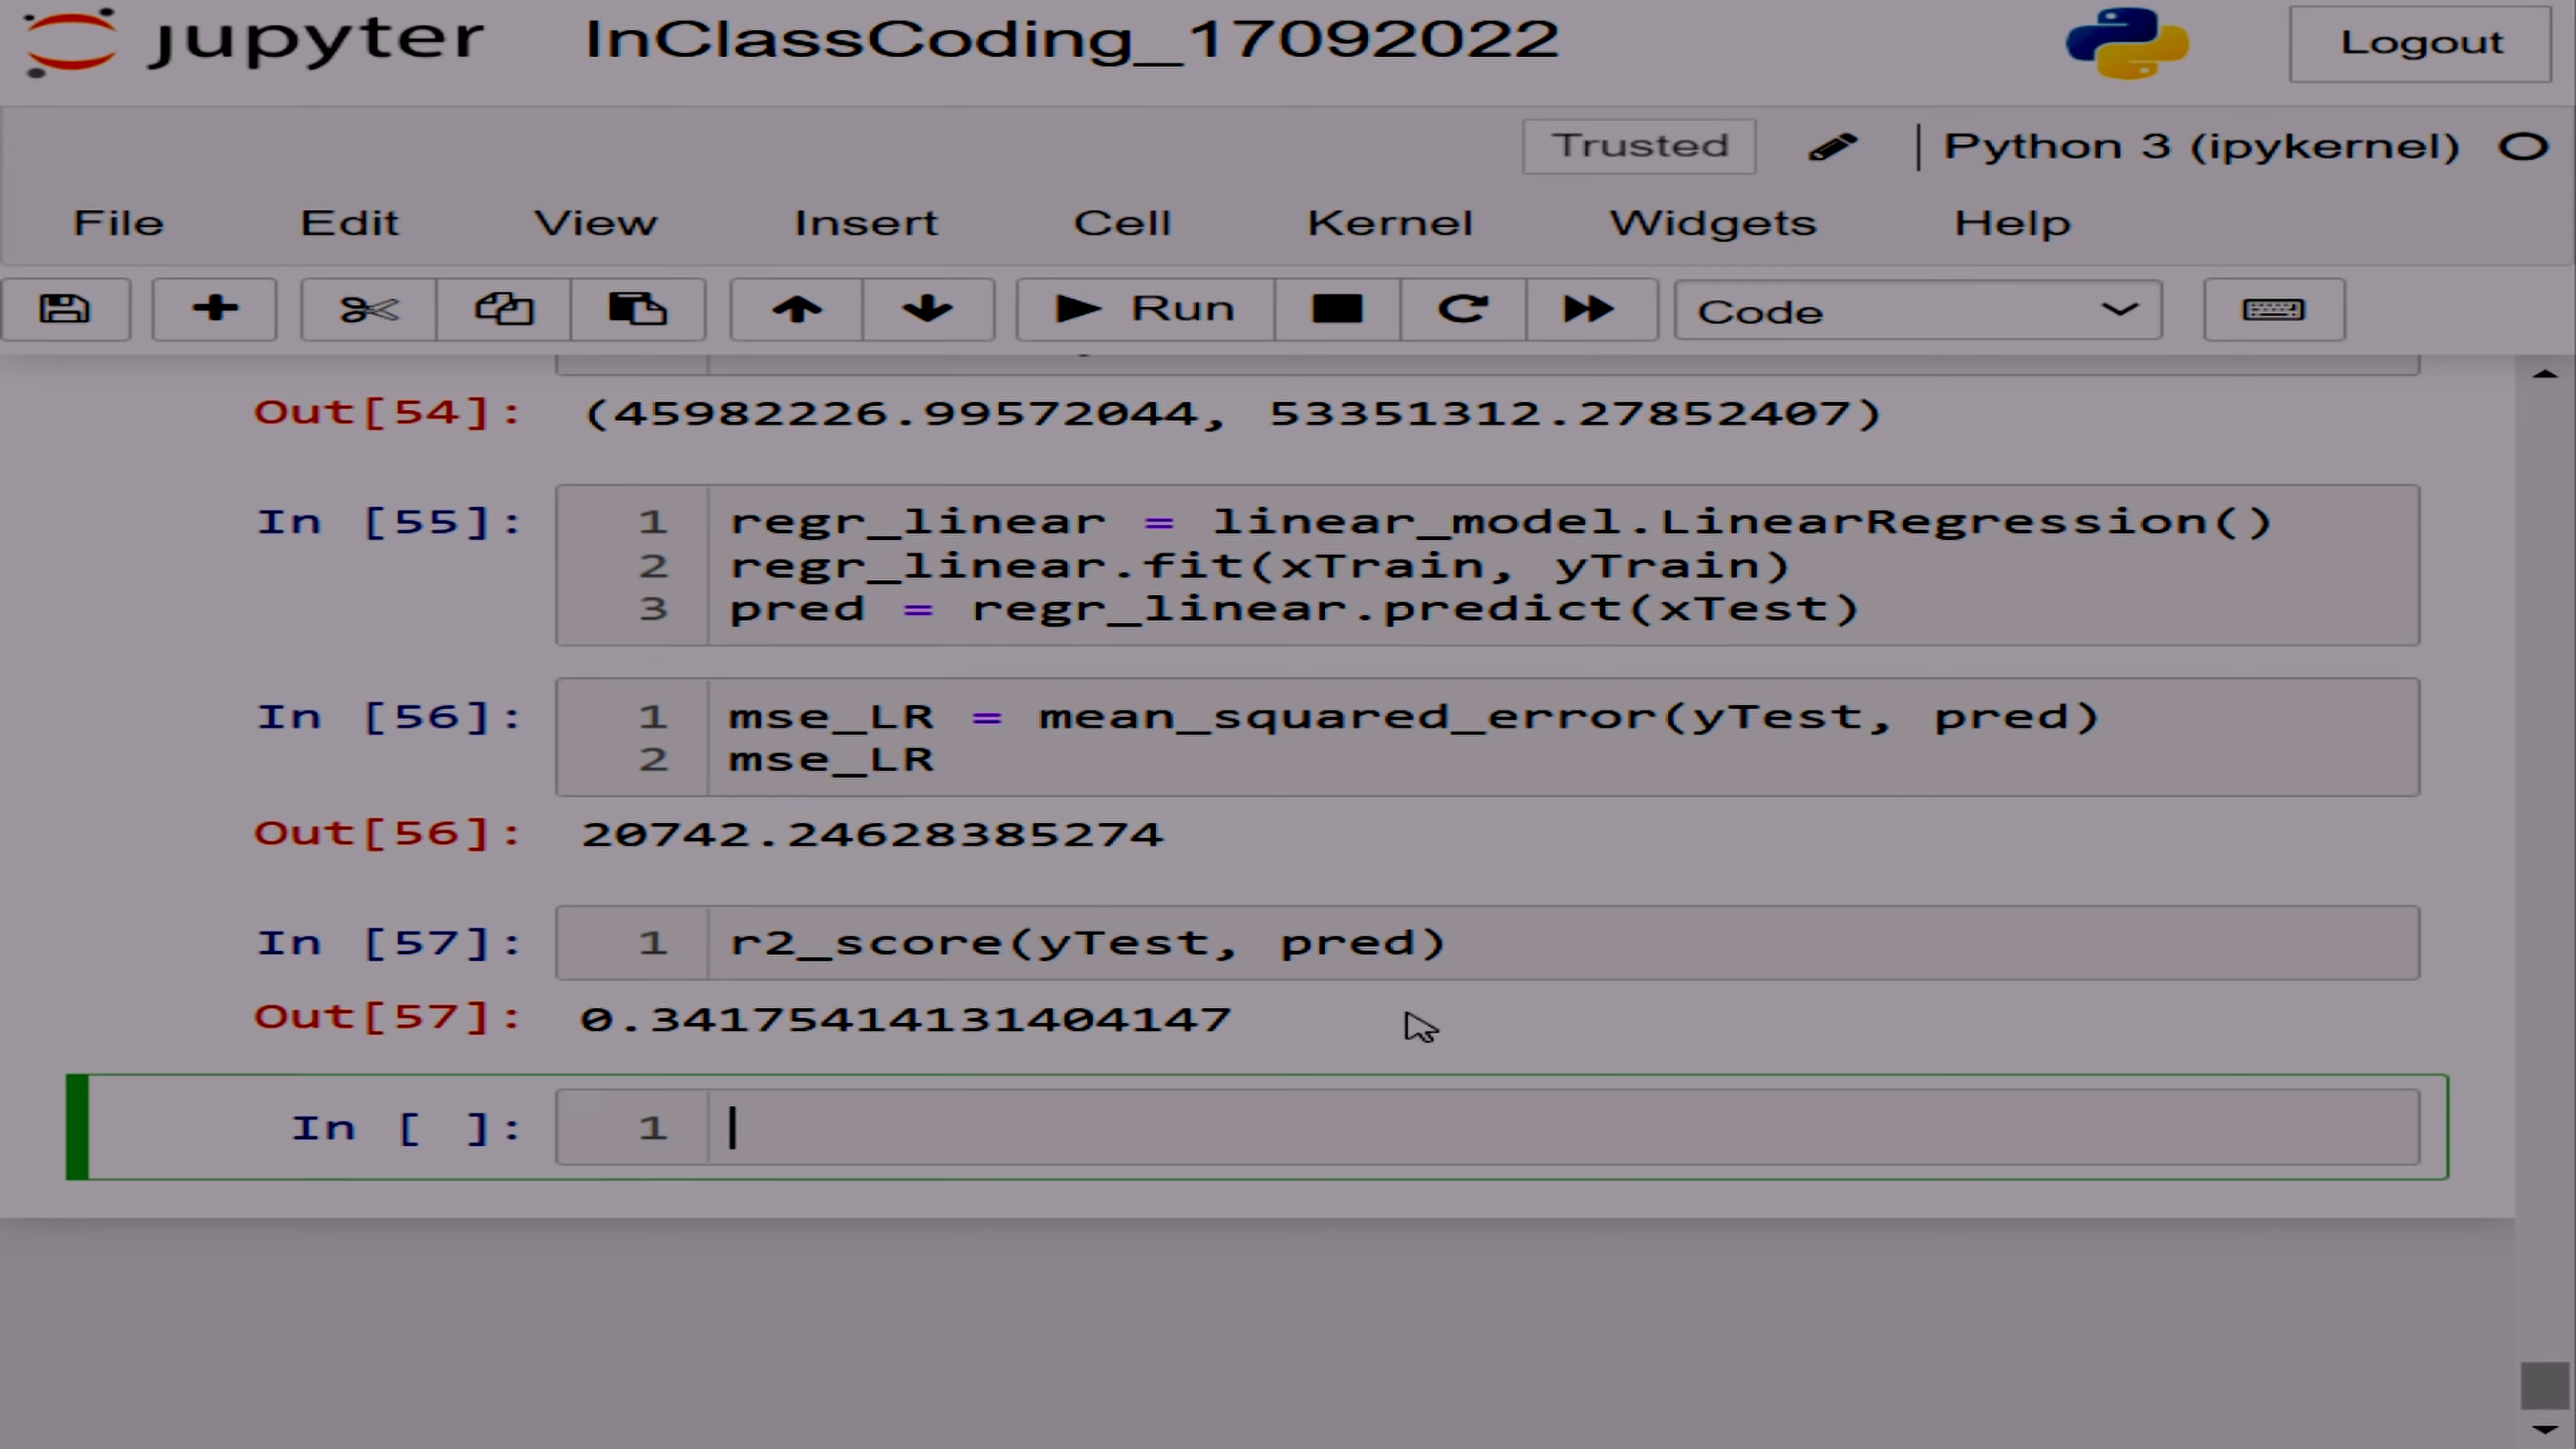 jupyter InClassCoding_17092022 Logout
Trusted Python 3 (ipykernel)
File Edit View Insert Cell Kernel Widgets Help
Run Code
Out[54]: (45982226.99572044, 53351312.27852407)
In [55]: 1 regr_linear = linear_model.LinearRegression()
2 regr_linear.fit(xTrain, yTrain)
3 pred = regr_linear.predict(xTest)
In [56]: 1 mse_LR = mean_squared_error(yTest, pred)
2 mse_LR
Out[56]: 20742.24628385274
In [57]: 1 r2_score(yTest, pred)
Out[57]: 0.34175414131404147
In [ ]: 1